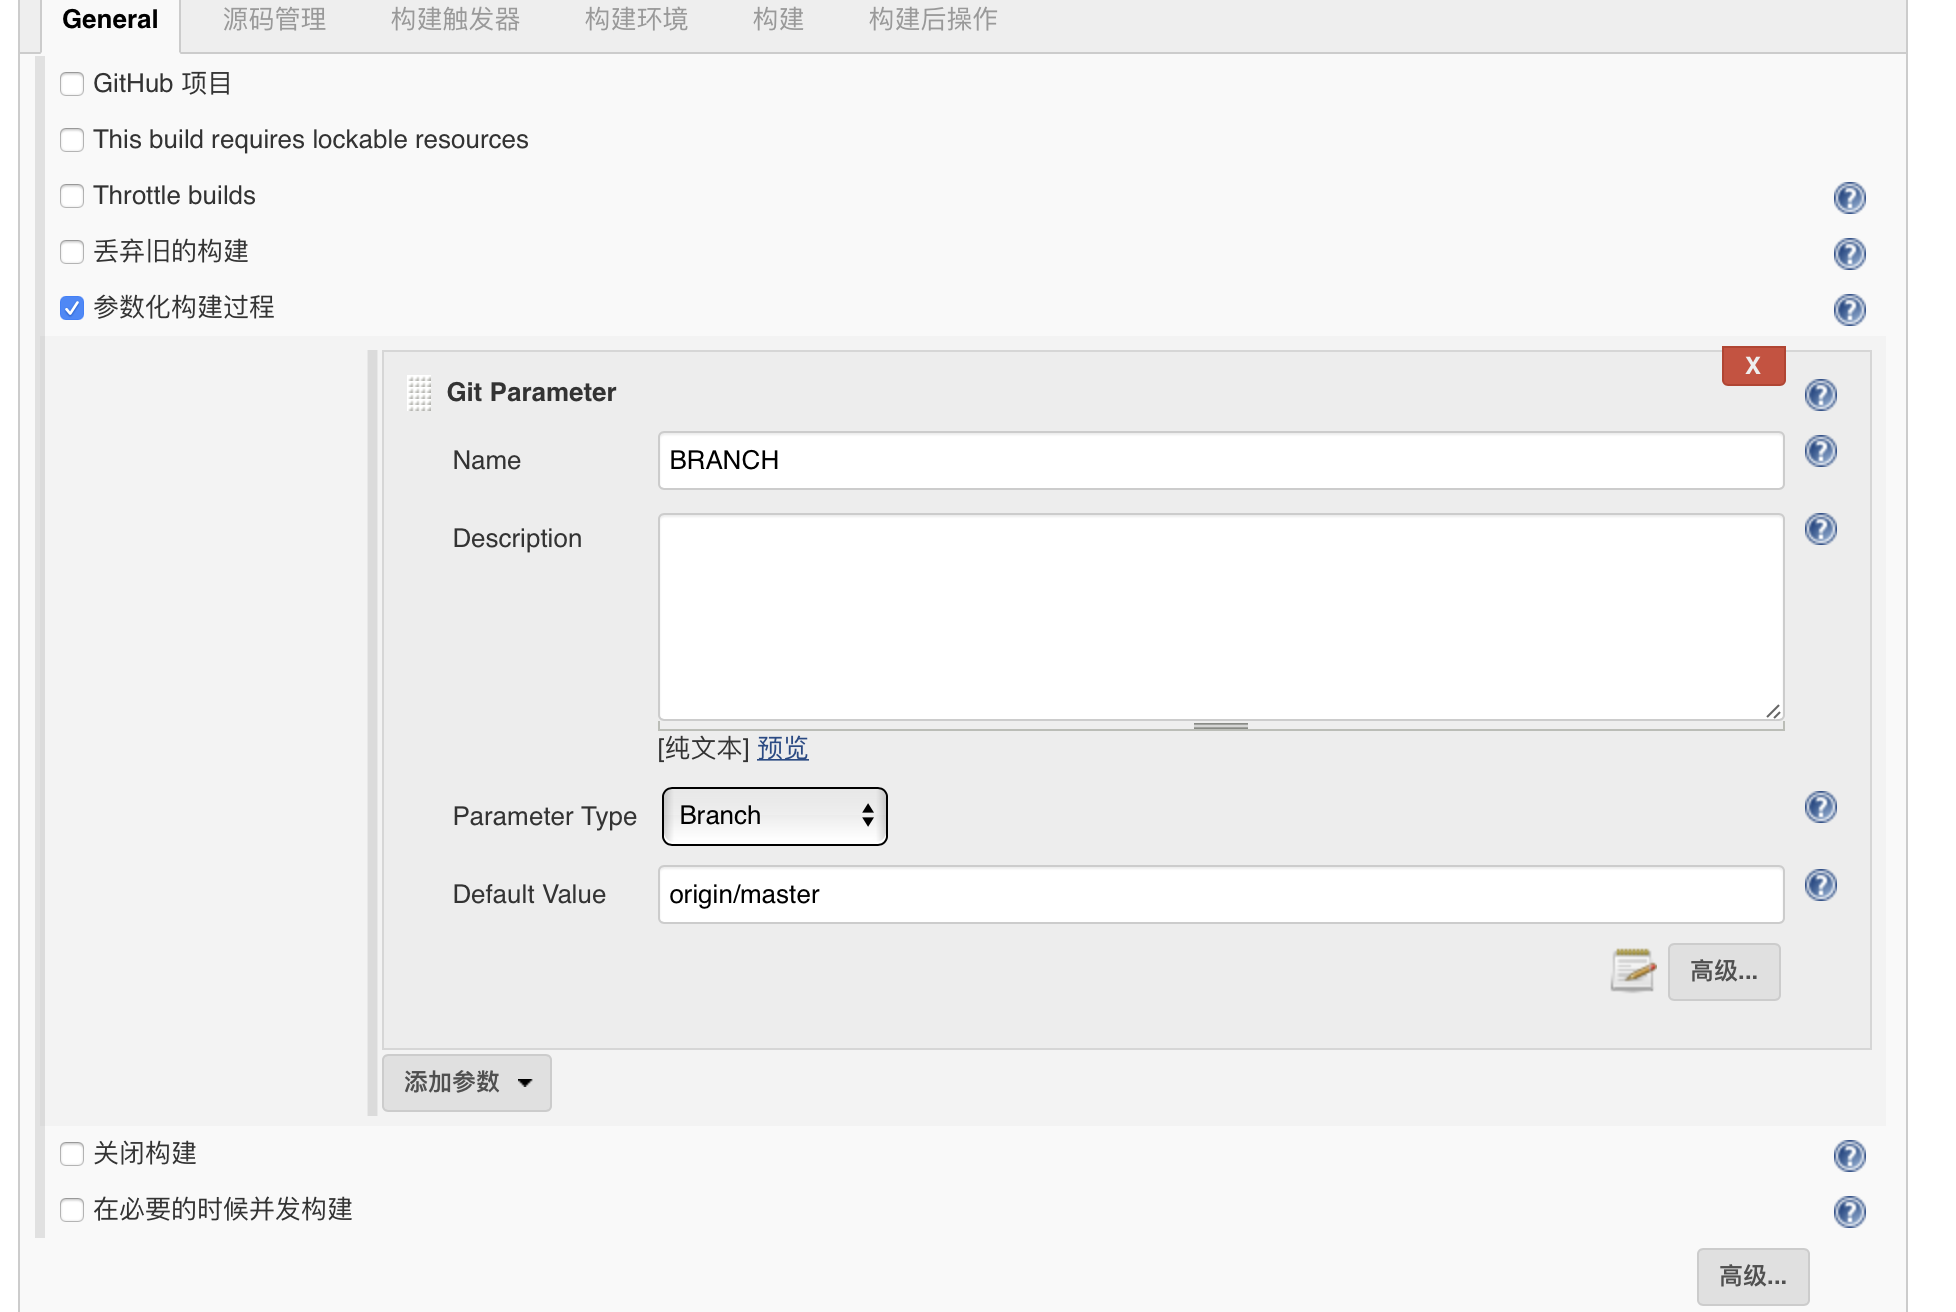 General 源码管理 构建触发器 构建环境 构建 构建后操作
GitHub 项目
This build requires lockable resources
Throttle builds
丢弃旧的构建
参数化构建过程
X
Git Parameter
Name BRANCH
Description
[纯文本] 预览
Parameter Type Branch
Default Value origin/master
高级...
添加参数
关闭构建
在必要的时候并发构建
高级...